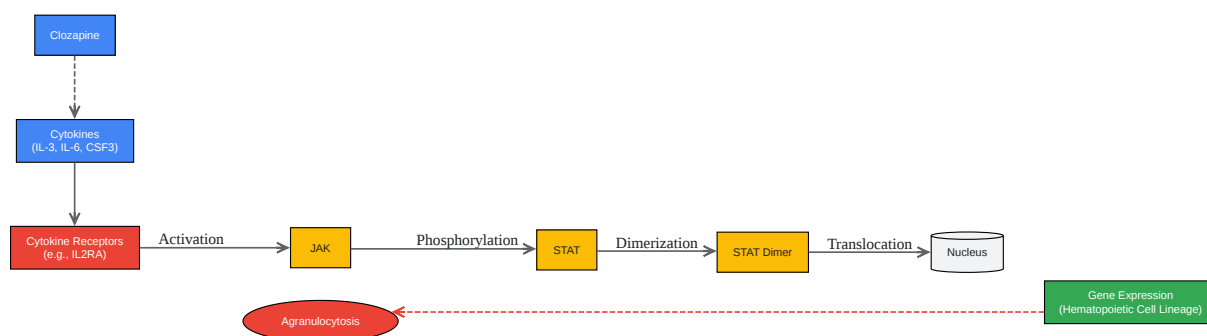 Clozapine
Cytokines
(IL-3, IL-6, CSF3)
Cytokine Receptors
(e.g., IL2RA)
Activation
JAK
Phosphorylation
STAT
Dimerization
STAT Dimer
Translocation
Nucleus
Gene Expression
(Hematopoietic Cell Lineage)
Agranulocytosis